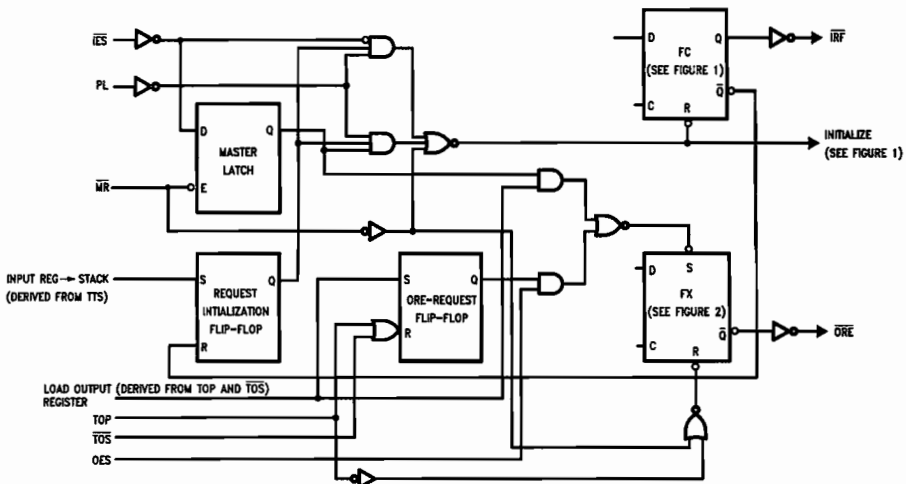 IES
PL
MR
D
Q
MASTER
LATCH
E
INPUT REG → STACK
(DERIVED FROM TTS)
S
Q
REQUEST
INTIALIZATION
FLIP-FLOP
R
S
Q
ORE-REQUEST
FLIP-FLOP
R
LOAD OUTPUT (DERIVED FROM TOP AND TOS)
REGISTER
TOP
TOS
OES
D
Q
FC
(SEE FIGURE 1)
Q
C
R
IRF
INITIALIZE
(SEE FIGURE 1)
D
S
FX
(SEE FIGURE 2)
Q
C
R
ORE